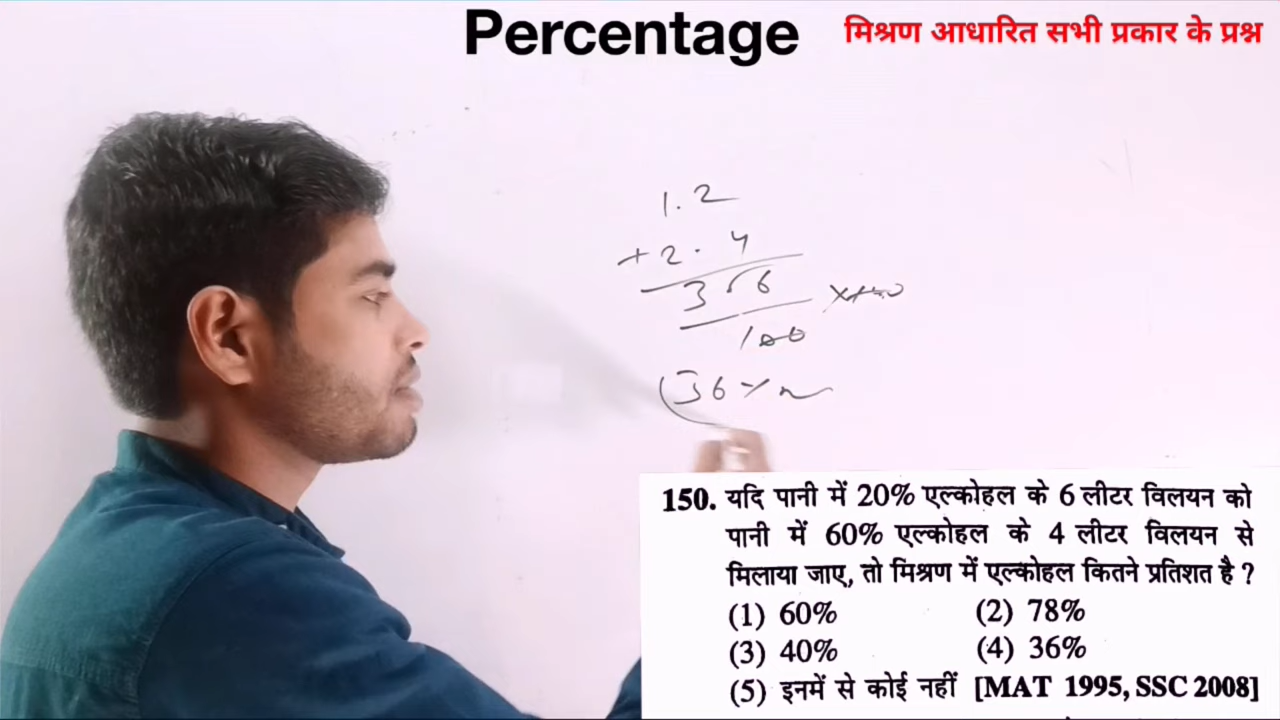 Percentage
मिश्रण आधारित सभी प्रकार के प्रश्न
1.2
+2.4
3.6
100
36%
150. यदि पानी में 20% एल्कोहल के 6 लीटर विलयन को
पानी में 60% एल्कोहल के 4 लीटर विलयन से
मिलाया जाए, तो मिश्रण में एल्कोहल कितने प्रतिशत है ?
(1) 60% (2) 78%
(3) 40% (4) 36%
(5) इनमें से कोई नहीं [MAT 1995, SSC 2008]